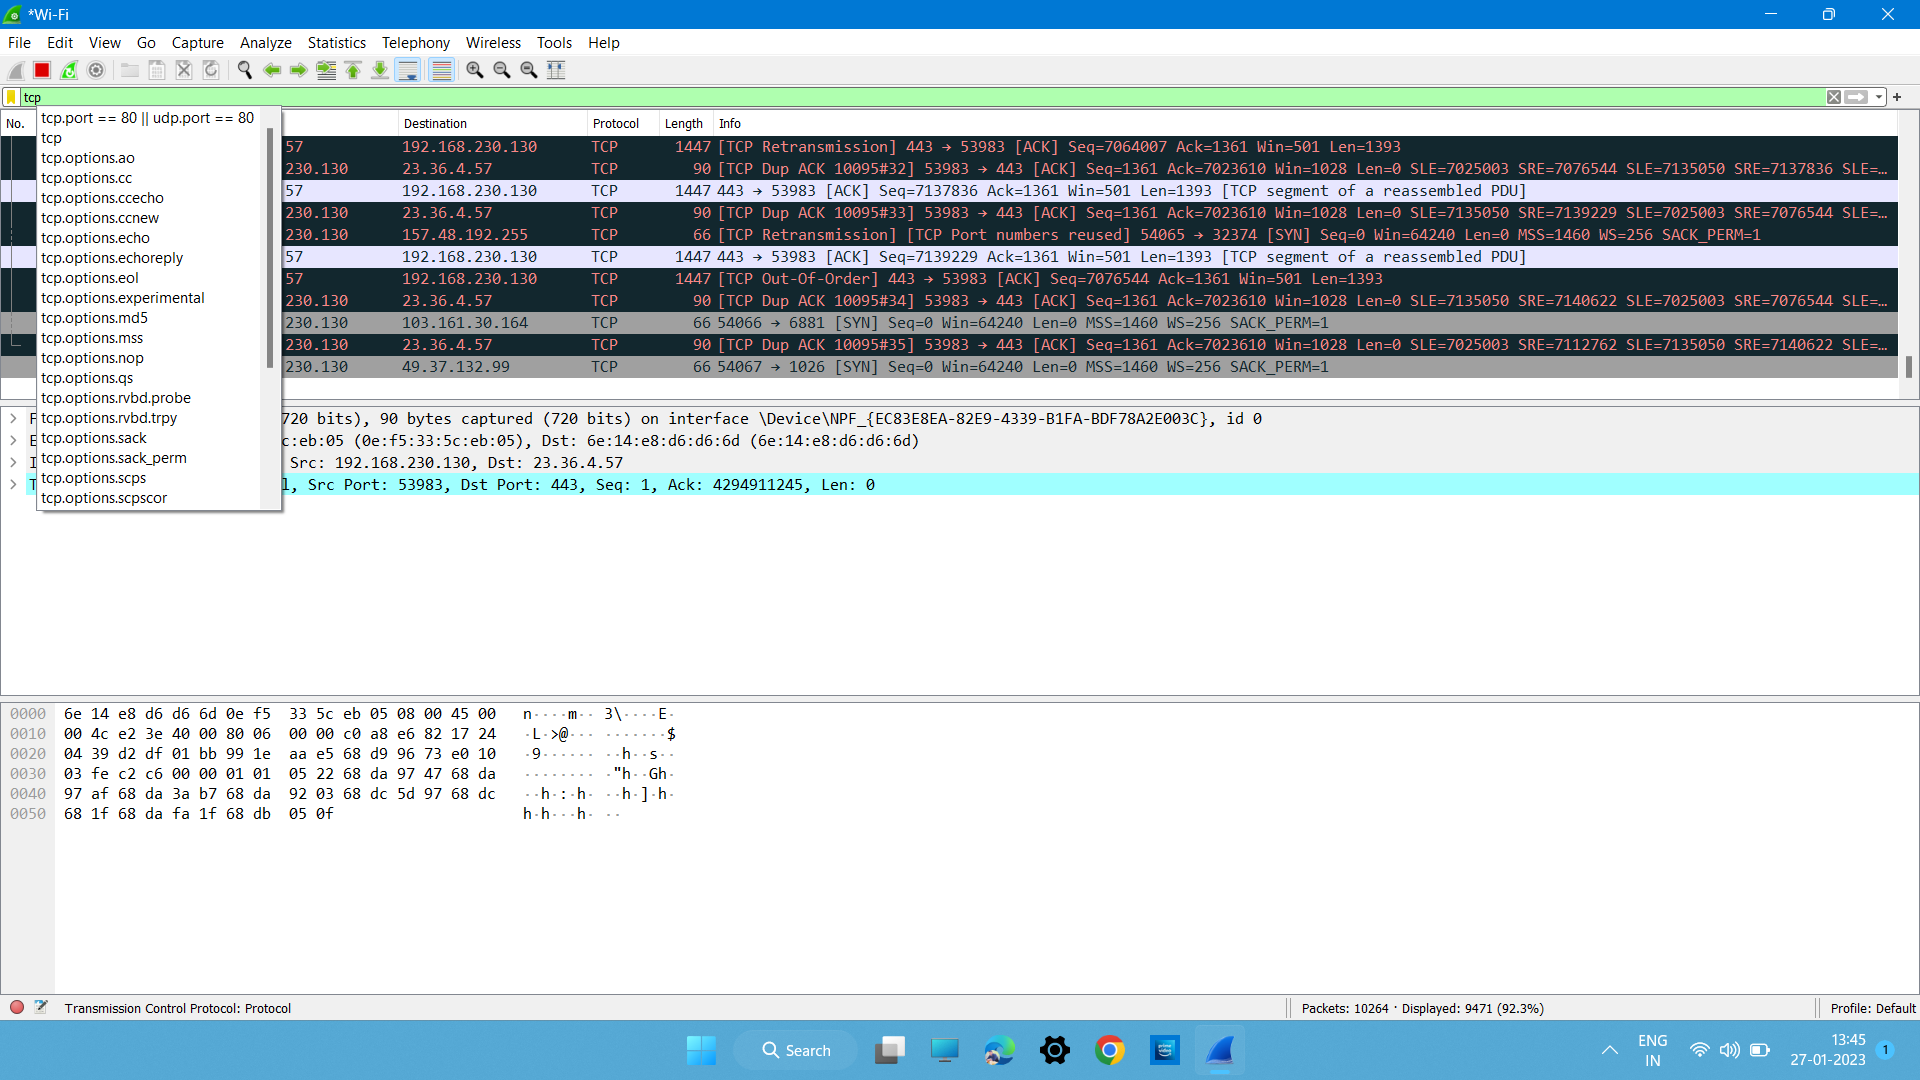 *Wi-Fi
File Edit View Go Capture Analyze Statistics Telephony Wireless Tools Help
tcp
tcp.port == 80 || udp.port == 80
tcp
tcp.options.ao
tcp.options.cc
tcp.options.ccecho
tcp.options.ccnew
tcp.options.echo
tcp.options.echoreply
tcp.options.eol
tcp.options.experimental
tcp.options.md5
tcp.options.mss
tcp.options.nop
tcp.options.qs
tcp.options.rvbd.probe
tcp.options.rvbd.trpy
tcp.options.sack
tcp.options.sack_perm
tcp.options.scps
tcp.options.scpscor
No. Destination Protocol Length Info
57 192.168.230.130 TCP 1447 [TCP Retransmission] 443 → 53983 [ACK] Seq=7064007 Ack=1361 Win=501 Len=1393
230.130 23.36.4.57 TCP 90 [TCP Dup ACK 10095#32] 53983 → 443 [ACK] Seq=1361 Ack=7023610 Win=1028 Len=0 SLE=7025003 SRE=7076544 SLE=7135050 SRE=7137836 SLE=…
57 192.168.230.130 TCP 1447 443 → 53983 [ACK] Seq=7137836 Ack=1361 Win=501 Len=1393 [TCP segment of a reassembled PDU]
230.130 23.36.4.57 TCP 90 [TCP Dup ACK 10095#33] 53983 → 443 [ACK] Seq=1361 Ack=7023610 Win=1028 Len=0 SLE=7135050 SRE=7139229 SLE=7025003 SRE=7076544 SLE=…
230.130 157.48.192.255 TCP 66 [TCP Retransmission] [TCP Port numbers reused] 54065 → 32374 [SYN] Seq=0 Win=64240 Len=0 MSS=1460 WS=256 SACK_PERM=1
57 192.168.230.130 TCP 1447 443 → 53983 [ACK] Seq=7139229 Ack=1361 Win=501 Len=1393 [TCP segment of a reassembled PDU]
57 192.168.230.130 TCP 1447 [TCP Out-Of-Order] 443 → 53983 [ACK] Seq=7076544 Ack=1361 Win=501 Len=1393
230.130 23.36.4.57 TCP 90 [TCP Dup ACK 10095#34] 53983 → 443 [ACK] Seq=1361 Ack=7023610 Win=1028 Len=0 SLE=7135050 SRE=7140622 SLE=7025003 SRE=7076544 SLE=…
230.130 103.161.30.164 TCP 66 54066 → 6881 [SYN] Seq=0 Win=64240 Len=0 MSS=1460 WS=256 SACK_PERM=1
230.130 23.36.4.57 TCP 90 [TCP Dup ACK 10095#35] 53983 → 443 [ACK] Seq=1361 Ack=7023610 Win=1028 Len=0 SLE=7025003 SRE=7112762 SLE=7135050 SRE=7140622 SLE=…
230.130 49.37.132.99 TCP 66 54067 → 1026 [SYN] Seq=0 Win=64240 Len=0 MSS=1460 WS=256 SACK_PERM=1
720 bits), 90 bytes captured (720 bits) on interface \Device\NPF_{EC83E8EA-82E9-4339-B1FA-BDF78A2E003C}, id 0
c:eb:05 (0e:f5:33:5c:eb:05), Dst: 6e:14:e8:d6:d6:6d (6e:14:e8:d6:d6:6d)
Src: 192.168.230.130, Dst: 23.36.4.57
l, Src Port: 53983, Dst Port: 443, Seq: 1, Ack: 4294911245, Len: 0
0000 6e 14 e8 d6 d6 6d 0e f5 33 5c eb 05 08 00 45 00 n····m·· 3\····E·
0010 00 4c e2 3e 40 00 80 06 00 00 c0 a8 e6 82 17 24 ·L·>@··· ·······$
0020 04 39 d2 df 01 bb 99 1e aa e5 68 d9 96 73 e0 10 ·9······ ··h··s··
0030 03 fe c2 c6 00 00 01 01 05 22 68 da 97 47 68 da ········ ·"h··Gh·
0040 97 af 68 da 3a b7 68 da 92 03 68 dc 5d 97 68 dc ··h·:·h· ··h·]·h·
0050 68 1f 68 da fa 1f 68 db 05 0f h·h···h· ··
Transmission Control Protocol: Protocol
Packets: 10264 · Displayed: 9471 (92.3%)
Profile: Default
Search
prime video
ENG
IN
13:45
27-01-2023
1